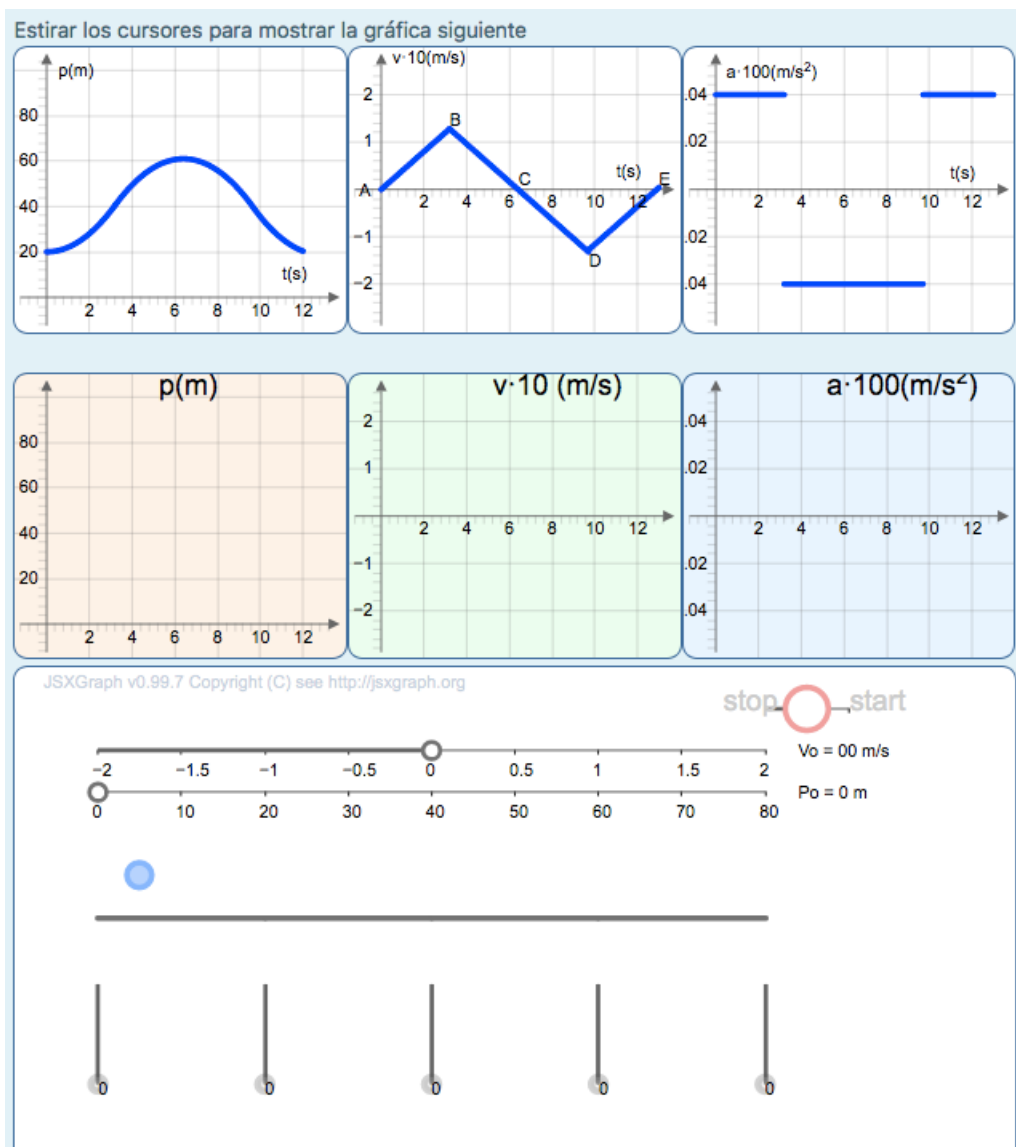 Estirar los cursores para mostrar la gráfica siguiente
p(m)
80
60
40
20
t(s)
2 4 6 8 10 12
v·10(m/s)
2
1
B
A
C
t(s)
E
2 4 6 8 10 12
−1
D
−2
a·100(m/s²)
.04
.02
t(s)
2 4 6 8 10 12
.02
.04
p(m)
80
60
40
20
2 4 6 8 10 12
v·10 (m/s)
2
1
2 4 6 8 10 12
−1
−2
a·100(m/s²)
.04
.02
2 4 6 8 10 12
.02
.04
JSXGraph v0.99.7 Copyright (C) see http://jsxgraph.org
stop start
−2 −1.5 −1 −0.5 0 0.5 1 1.5 2 Vo = 00 m/s
0 10 20 30 40 50 60 70 80 Po = 0 m
0 0 0 0 0